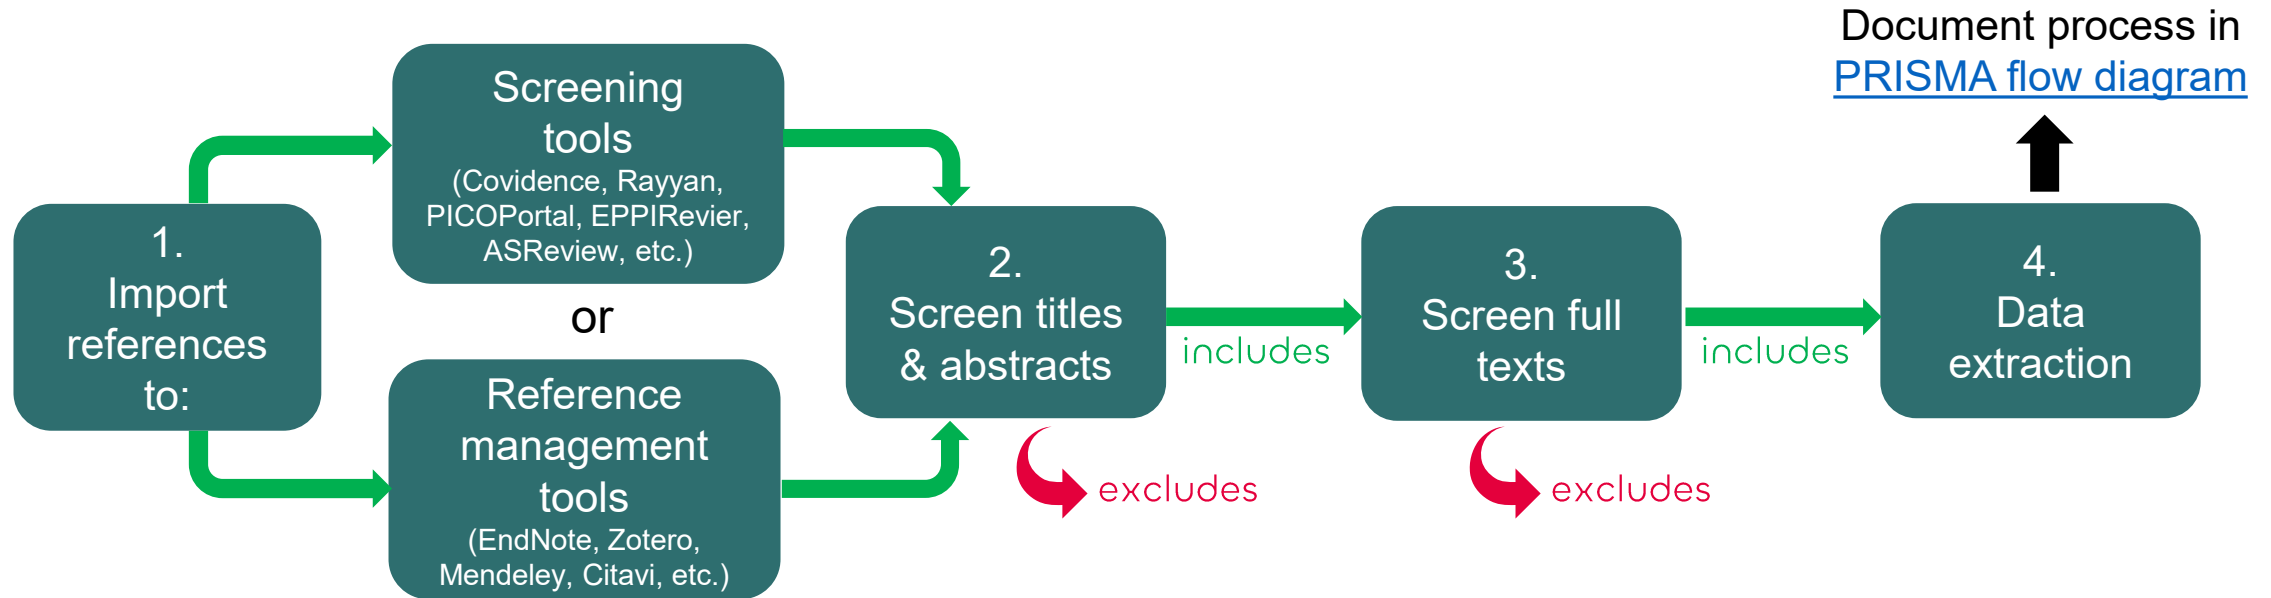 1.
Import
references
to:
Screening
tools
(Covidence, Rayyan,
PICOPortal, EPPIRevier,
ASReview, etc.)
or
Reference
management
tools
(EndNote, Zotero,
Mendeley, Citavi, etc.)
2.
Screen titles
& abstracts
includes
excludes
3.
Screen full
texts
includes
excludes
4.
Data
extraction
Document process in
PRISMA flow diagram